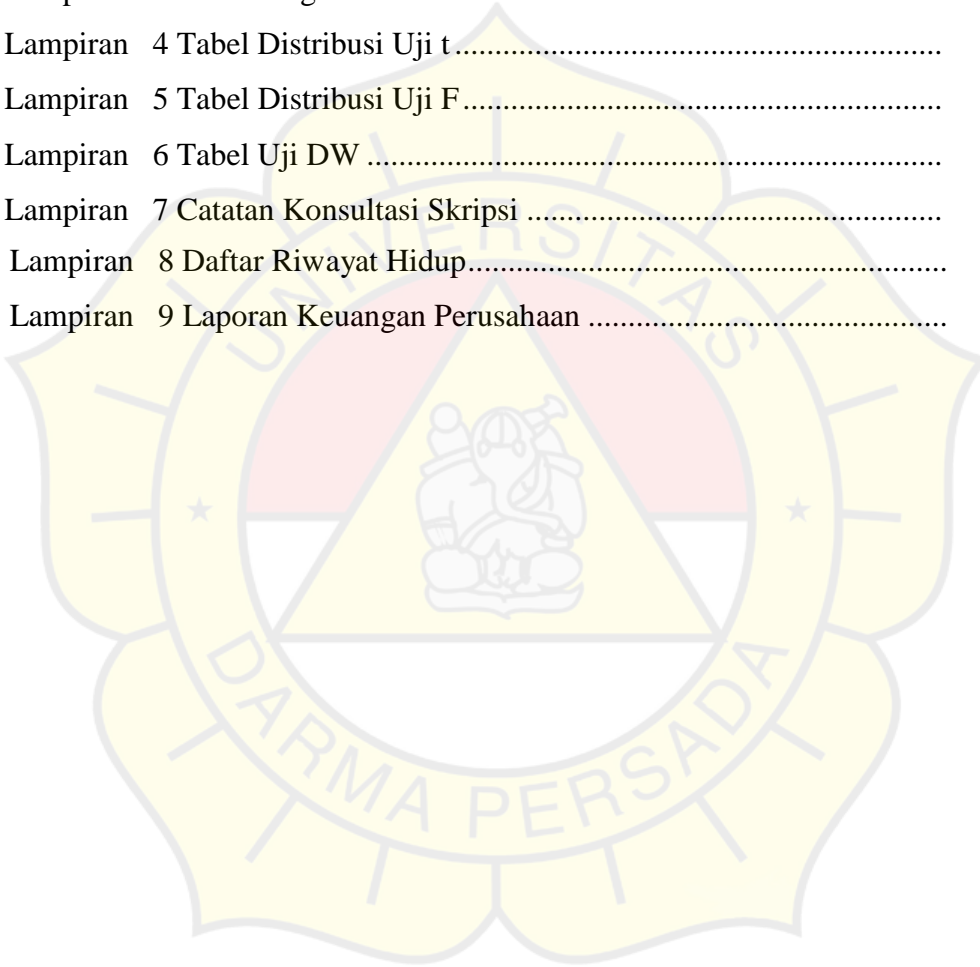 Lampiran 4 Tabel Distribusi Uji t............................................................
Lampiran 5 Tabel Distribusi Uji F...........................................................
Lampiran 6 Tabel Uji DW .......................................................................
Lampiran 7 Catatan Konsultasi Skripsi ...................................................
Lampiran 8 Daftar Riwayat Hidup...........................................................
Lampiran 9 Laporan Keuangan Perusahaan ............................................
UNIVERSITAS
DARMA PERSADA